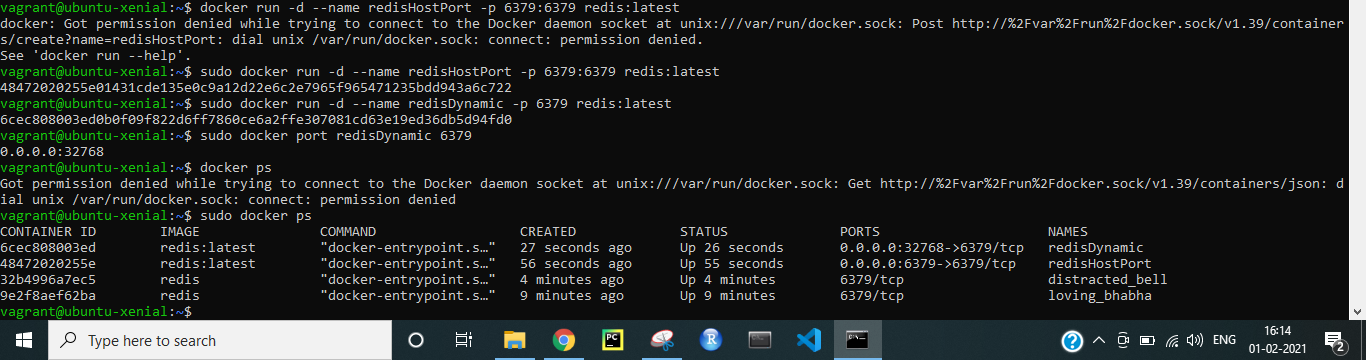 vagrant@ubuntu-xenial:~$ docker run -d --name redisHostPort -p 6379:6379 redis:latest
docker: Got permission denied while trying to connect to the Docker daemon socket at unix:///var/run/docker.sock: Post http://%2Fvar%2Frun%2Fdocker.sock/v1.39/container
s/create?name=redisHostPort: dial unix /var/run/docker.sock: connect: permission denied.
See 'docker run --help'.
vagrant@ubuntu-xenial:~$ sudo docker run -d --name redisHostPort -p 6379:6379 redis:latest
48472020255e01431cde135e0c9a12d22e6c2e7965f965471235bdd943a6c722
vagrant@ubuntu-xenial:~$ sudo docker run -d --name redisDynamic -p 6379 redis:latest
6cec808003ed0b0f09f822d6ff7860ce6a2ffe307081cd63e19ed36db5d94fd0
vagrant@ubuntu-xenial:~$ sudo docker port redisDynamic 6379
0.0.0.0:32768
vagrant@ubuntu-xenial:~$ docker ps
Got permission denied while trying to connect to the Docker daemon socket at unix:///var/run/docker.sock: Get http://%2Fvar%2Frun%2Fdocker.sock/v1.39/containers/json: d
ial unix /var/run/docker.sock: connect: permission denied
vagrant@ubuntu-xenial:~$ sudo docker ps
CONTAINER ID IMAGE COMMAND CREATED STATUS PORTS NAMES
6cec808003ed redis:latest "docker-entrypoint.s…" 27 seconds ago Up 26 seconds 0.0.0.0:32768->6379/tcp redisDynamic
48472020255e redis:latest "docker-entrypoint.s…" 56 seconds ago Up 55 seconds 0.0.0.0:6379->6379/tcp redisHostPort
32b4996a7ec5 redis "docker-entrypoint.s…" 4 minutes ago Up 4 minutes 6379/tcp distracted_bell
9e2f8aef62ba redis "docker-entrypoint.s…" 9 minutes ago Up 9 minutes 6379/tcp loving_bhabha
vagrant@ubuntu-xenial:~$
Type here to search
PC
R
ENG
16:14
01-02-2021
2